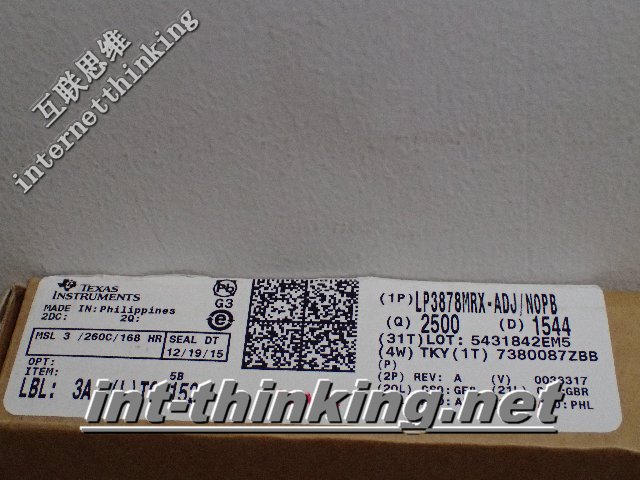 互联思维
internetthinking
TEXAS
INSTRUMENTS
MADE IN: Philippines
2DC: 2Q:
MSL 3 /260C/168 HR
SEAL DT
12/19/15
OPT:
ITEM:
LBL:
5B
Pb
G3
(1P) LP3878MRX-ADJ/NOPB
(Q) 2500 (D) 1544
(31T) LOT: 5431842EM5
(4W) TKY(1T) 7380087ZBB
(P)
(2P) REV: A (V) 0033317
int-thinking.net